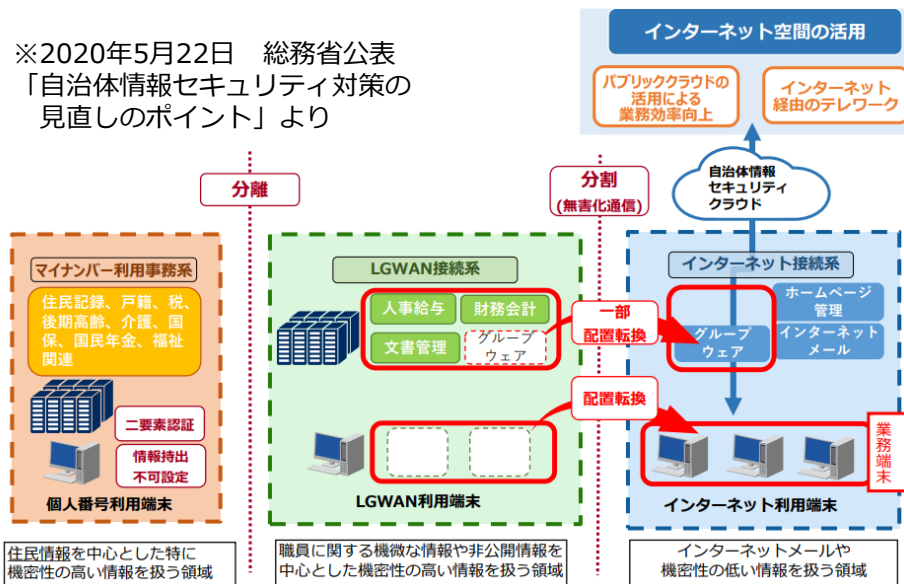 ※2020年5月22日　総務省公表
「自治体情報セキュリティ対策の
見直しのポイント」より
インターネット空間の活用
パブリッククラウドの
活用による
業務効率向上
インターネット
経由のテレワーク
自治体情報
セキュリティ
クラウド
分離
分割
(無害化通信)
マイナンバー利用事務系
住民記録、戸籍、税、
後期高齢、介護、国
保、国民年金、福祉
関連
二要素認証
情報持出
不可設定
個人番号利用端末
住民情報を中心とした特に
機密性の高い情報を扱う領域
LGWAN接続系
人事給与
財務会計
文書管理
グループ
ウェア
一部
配置転換
配置転換
LGWAN利用端末
職員に関する機微な情報や非公開情報を
中心とした機密性の高い情報を扱う領域
インターネット接続系
ホームページ
管理
グループ
ウェア
インターネット
メール
業務端末
インターネット利用端末
インターネットメールや
機密性の低い情報を扱う領域